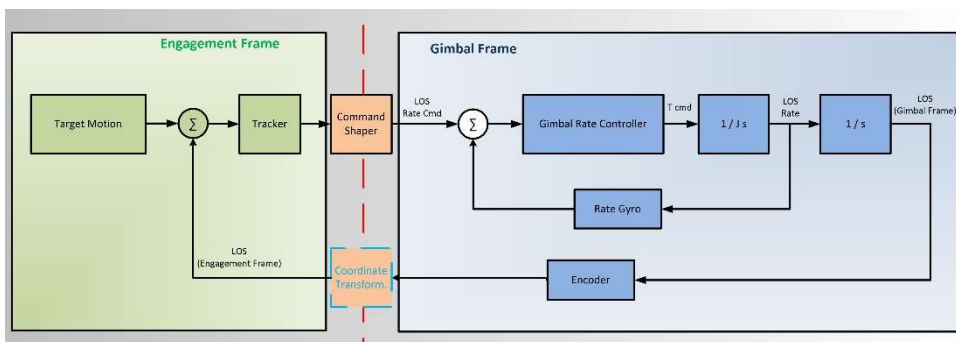 Engagement Frame
Gimbal Frame
Target Motion
Σ
Tracker
Command
Shaper
LOS
Rate Cmd
Σ
Gimbal Rate Controller
T cmd
1 / J s
LOS
Rate
1 / s
LOS
(Gimbal Frame)
Rate Gyro
LOS
(Engagement Frame)
Coordinate
Transform.
Encoder